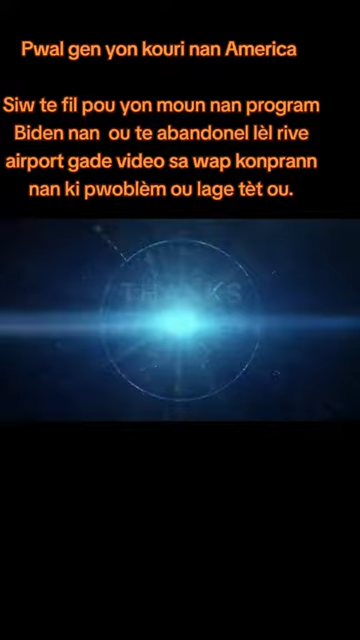 Pwal gen yon kouri nan America
Siw te fil pou yon moun nan program
Biden nan ou te abandonel lèl rive
airport gade video sa wap konprann
nan ki pwoblèm ou lage tèt ou.
THANKS